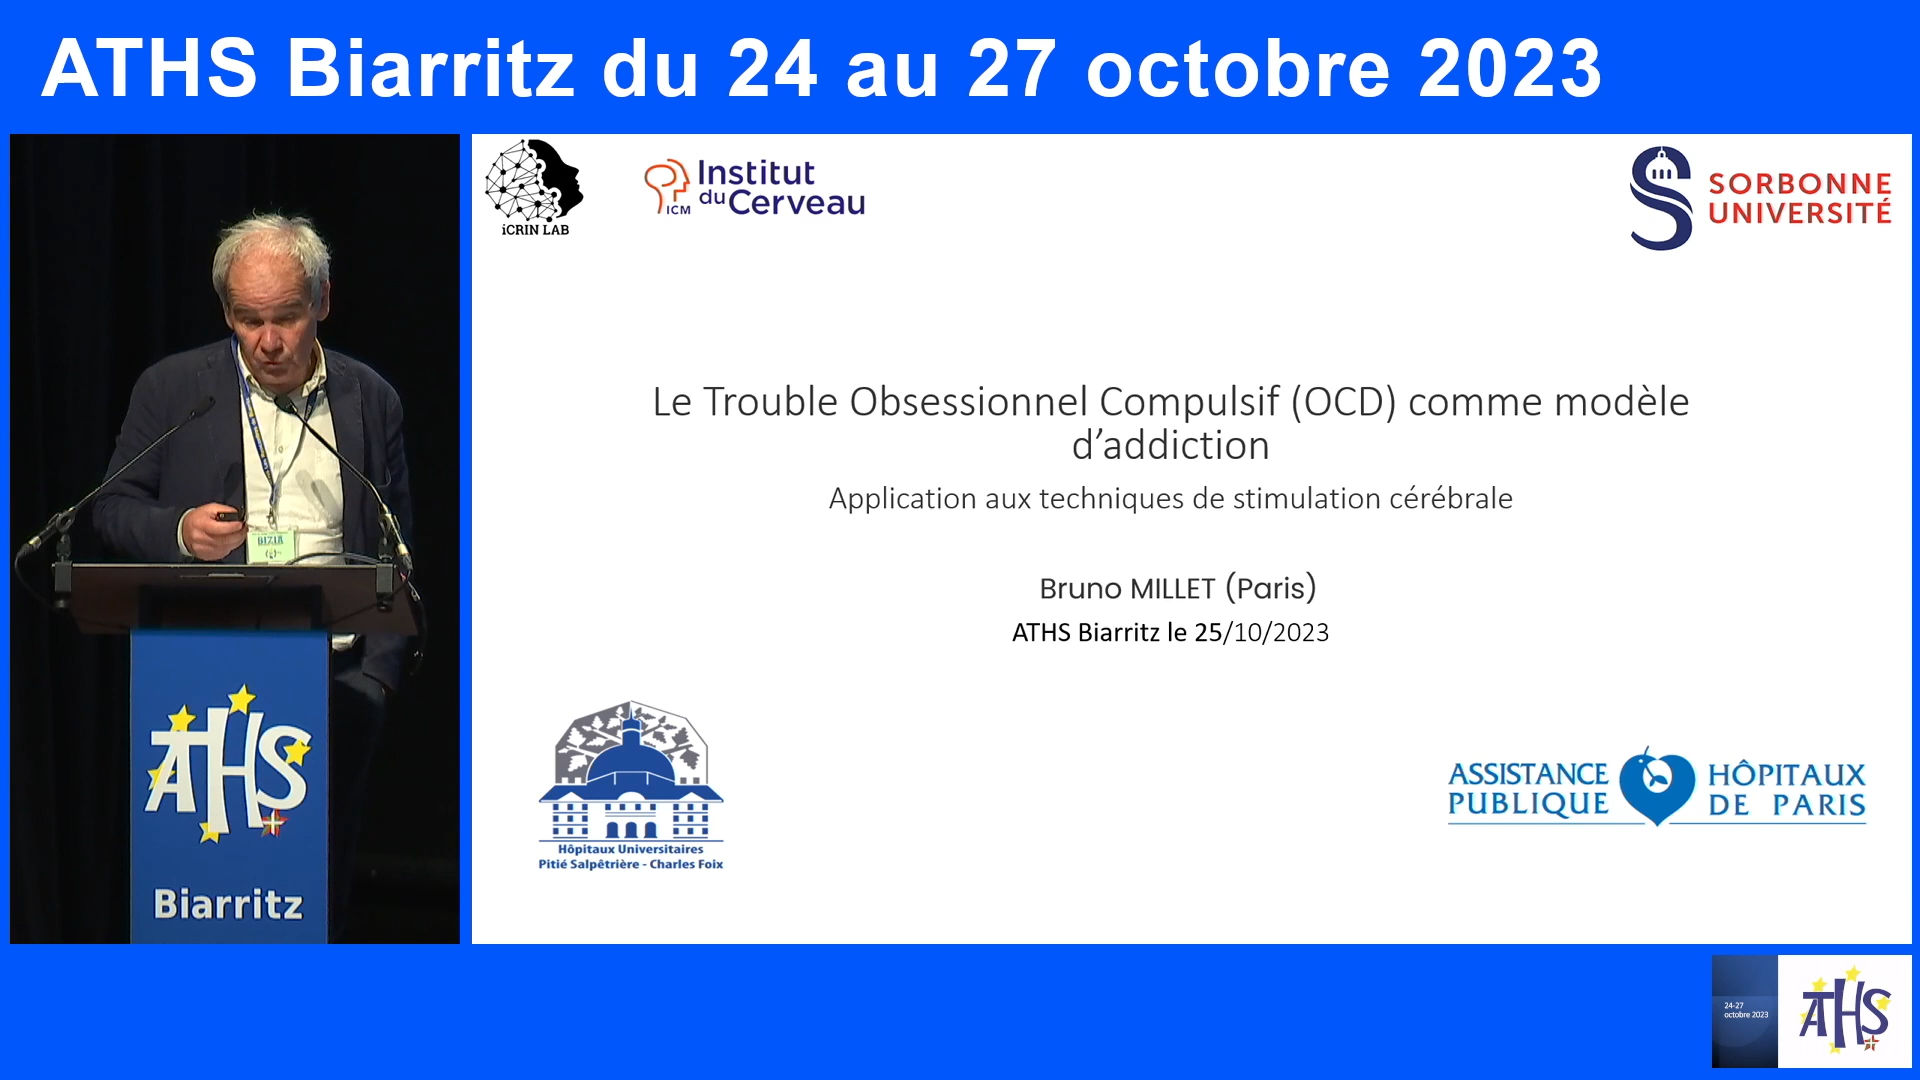 ATHS Biarritz du 24 au 27 octobre 2023
iCRIN LAB
Institut
du Cerveau
ICM
SORBONNE
UNIVERSITÉ
Le Trouble Obsessionnel Compulsif (OCD) comme modèle
d’addiction
Application aux techniques de stimulation cérébrale
Bruno MILLET (Paris)
ATHS Biarritz le 25/10/2023
Hôpitaux Universitaires
Pitié Salpêtrière - Charles Foix
ASSISTANCE HÔPITAUX
PUBLIQUE DE PARIS
BIZIA
ATHS
Biarritz
24-27
octobre 2023
ATHS